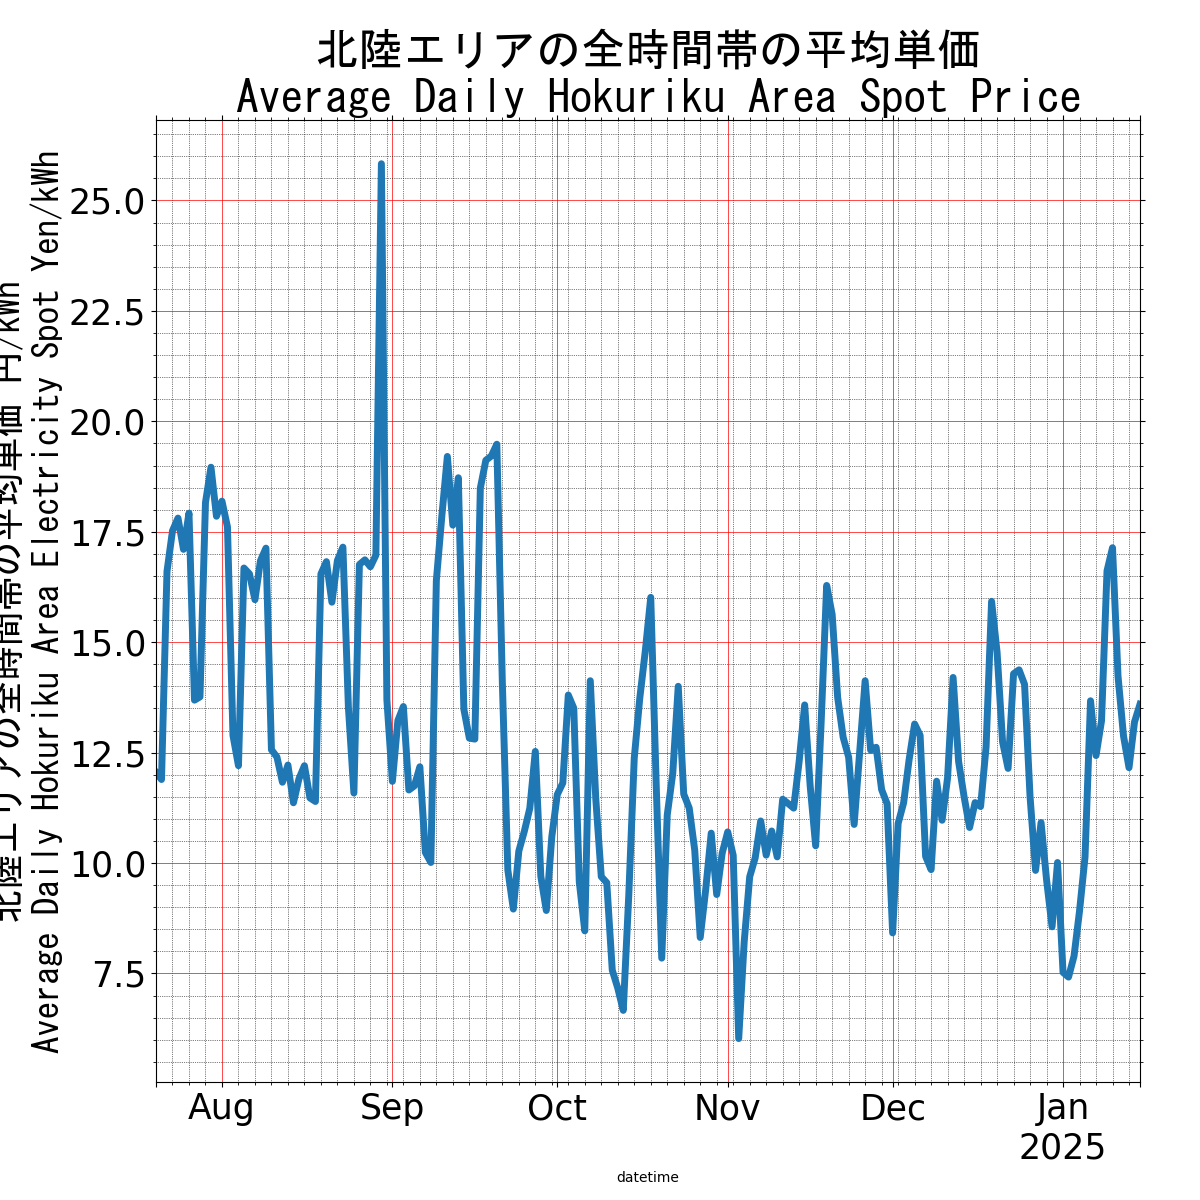 北陸エリアの全時間帯の平均単価
Average Daily Hokuriku Area Spot Price
北陸エリアの全時間帯の平均単価 円/kWh
Average Daily Hokuriku Area Electricity Spot Yen/kWh
25.0
22.5
20.0
17.5
15.0
12.5
10.0
7.5
Aug Sep Oct Nov Dec Jan
2025
datetime